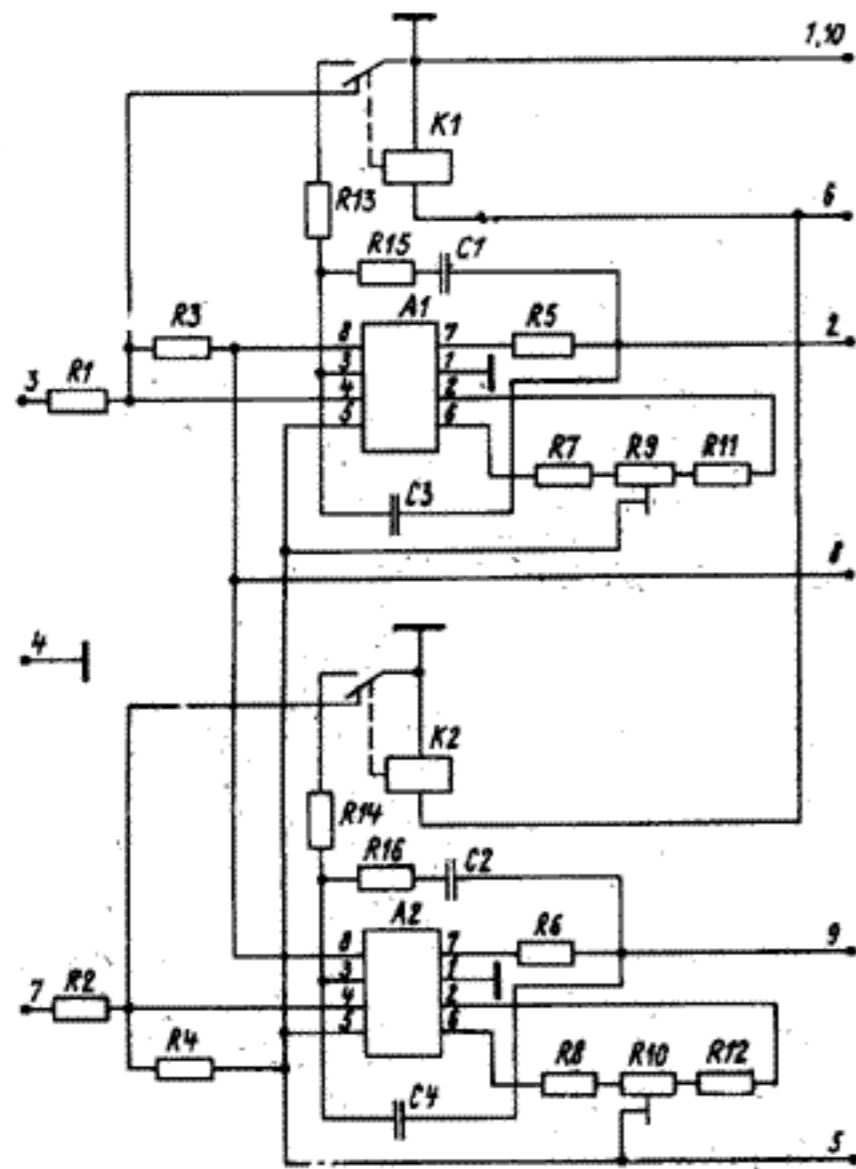 1,10
K1
6
R13
R15 C1
A1
R3 8 7 R5 2
3 1
3 R1 4 2
5 6
R7 R9 R11
C3
8
4
K2
R14
R16 C2
A2
8 7 R6 9
3 1
7 R2 4 2
5 6
R4 R8 R10 R12
C4
5